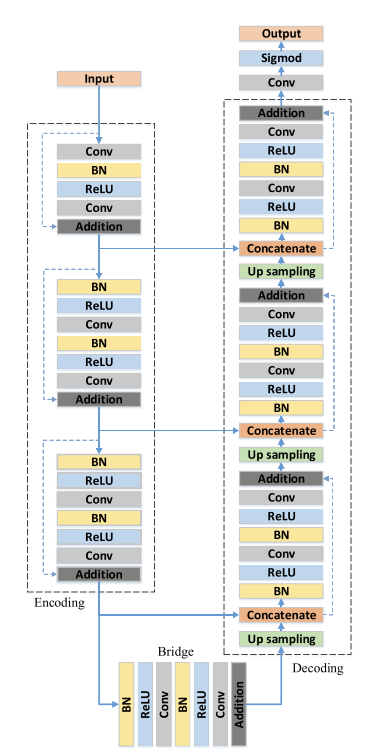 Input
Conv
BN
ReLU
Conv
Addition
BN
ReLU
Conv
BN
ReLU
Conv
Addition
BN
ReLU
Conv
BN
ReLU
Conv
Addition
Encoding
Bridge
BN
ReLU
Conv
BN
ReLU
Conv
Addition
Output
Sigmod
Conv
Addition
Conv
ReLU
BN
Conv
ReLU
BN
Concatenate
Up sampling
Addition
Conv
ReLU
BN
Conv
ReLU
BN
Concatenate
Up sampling
Addition
Conv
ReLU
BN
Conv
ReLU
BN
Concatenate
Up sampling
Decoding